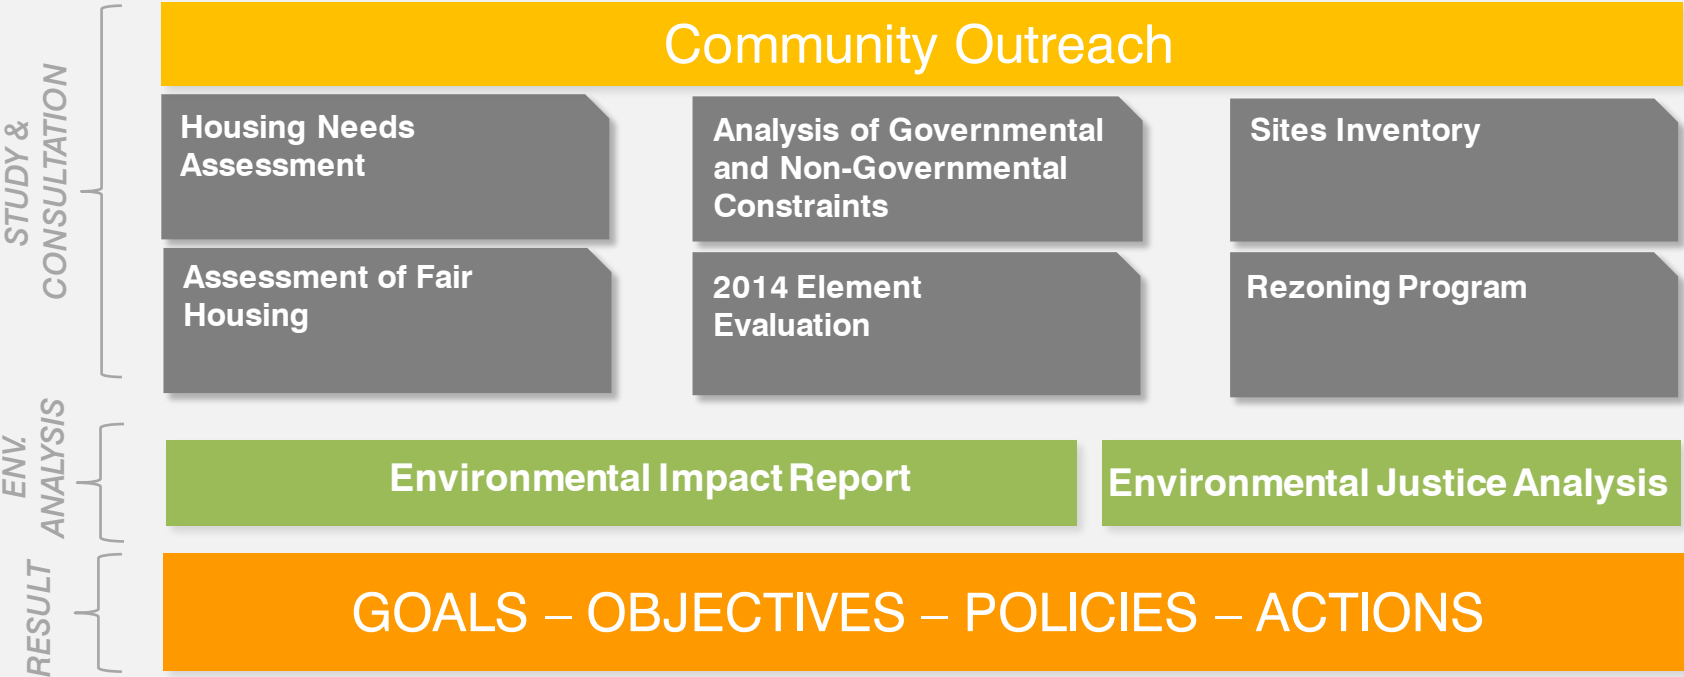 STUDY &
CONSULTATION
Community Outreach
Housing Needs
Assessment
Analysis of Governmental
and Non-Governmental
Constraints
Sites Inventory
Assessment of Fair
Housing
2014 Element
Evaluation
Rezoning Program
ENV.
ANALYSIS
Environmental Impact Report
Environmental Justice Analysis
RESULT
GOALS – OBJECTIVES – POLICIES – ACTIONS